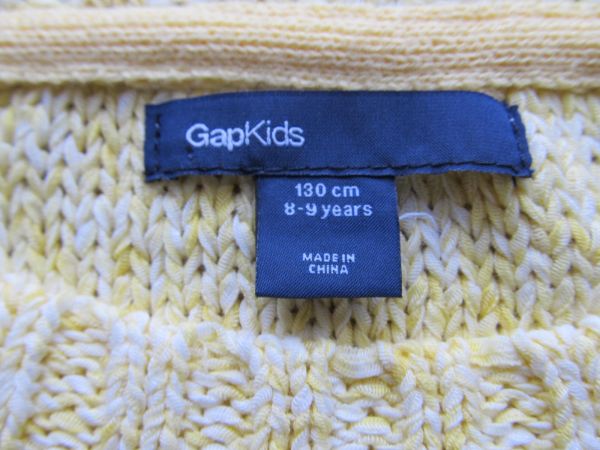 GapKids
130 cm
8-9 years
MADE IN
CHINA